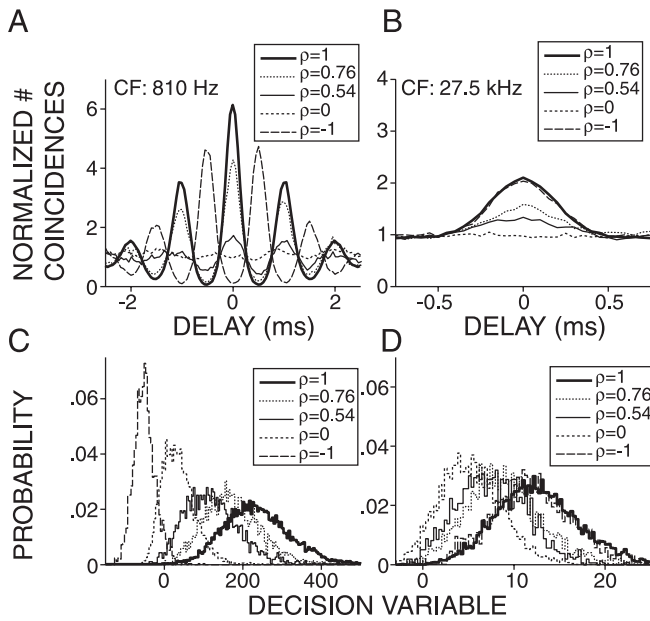 A
CF: 810 Hz
ρ=1
ρ=0.76
ρ=0.54
ρ=0
ρ=-1
NORMALIZED #
COINCIDENCES
6
4
2
0
-2
0
2
DELAY (ms)
B
CF: 27.5 kHz
ρ=1
ρ=0.76
ρ=0.54
ρ=0
ρ=-1
4
3
2
1
0
-0.5
0
0.5
DELAY (ms)
C
ρ=1
ρ=0.76
ρ=0.54
ρ=0
ρ=-1
PROBABILITY
.06
.04
.02
0
0
200
400
D
ρ=1
ρ=0.76
ρ=0.54
ρ=0
ρ=-1
.06
.04
.02
0
0
10
20
DECISION VARIABLE